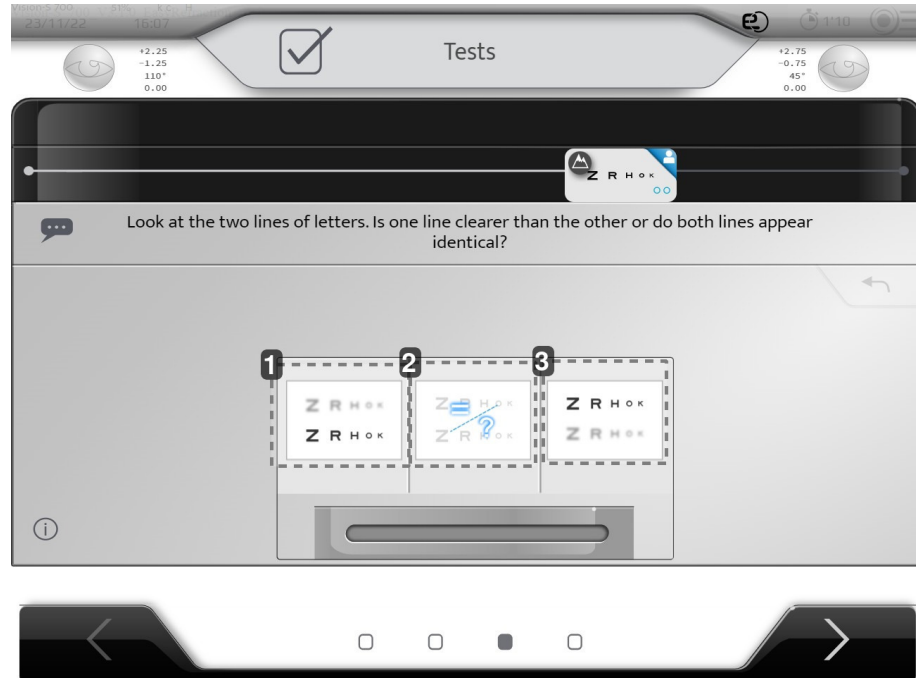 23/11/22 16:07
Tests
1'10
+2.25
-1.25
110°
0.00
+2.75
-0.75
45°
0.00
Z R H O K
Look at the two lines of letters. Is one line clearer than the other or do both lines appear
identical?
1 2 3
Z R H O K
Z R H O K
Z R H O K
Z R H O K
=
?
Z R H O K
Z R H O K